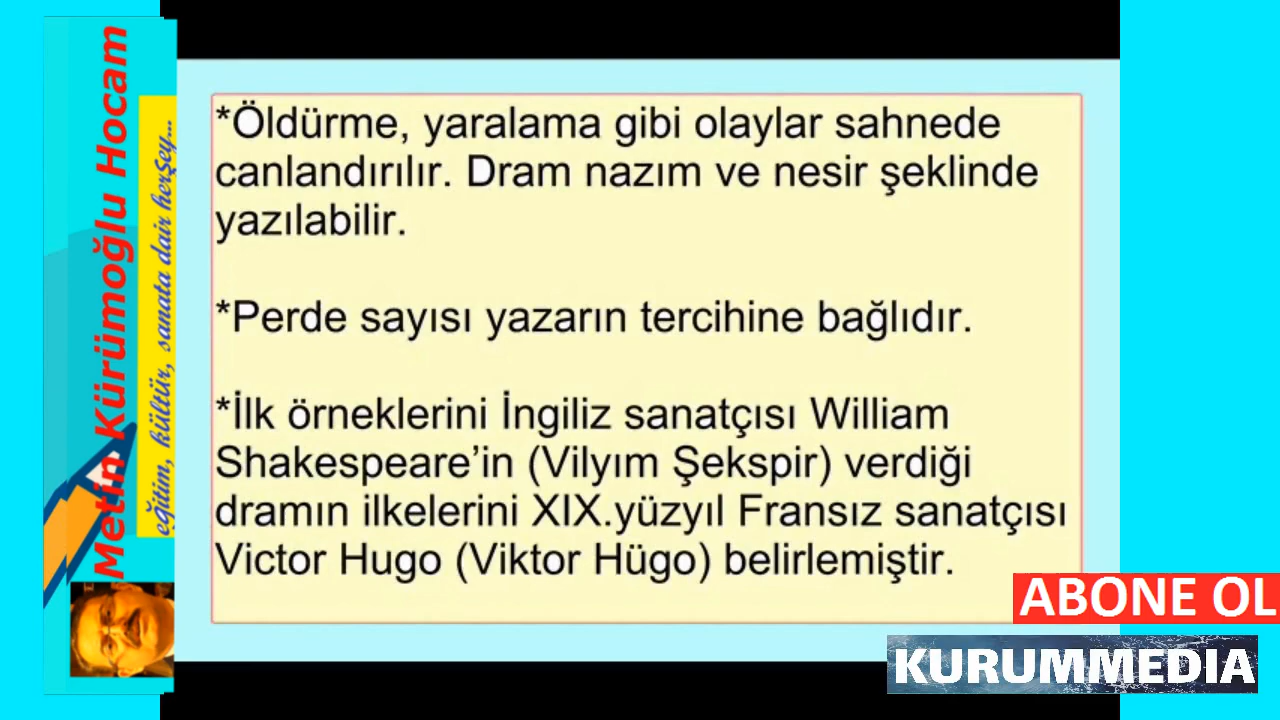 *Öldürme, yaralama gibi olaylar sahnede
canlandırılır. Dram nazım ve nesir şeklinde
yazılabilir.
*Perde sayısı yazarın tercihine bağlıdır.
*İlk örneklerini İngiliz sanatçısı William
Shakespeare’in (Vilyım Şekspir) verdiği
dramın ilkelerini XIX.yüzyıl Fransız sanatçısı
Victor Hugo (Viktor Hügo) belirlemiştir.
Metin Kürümoğlu Hocam
eğitim, kültür, sanata dair herşey...
ABONE OL
KURUMMEDIA